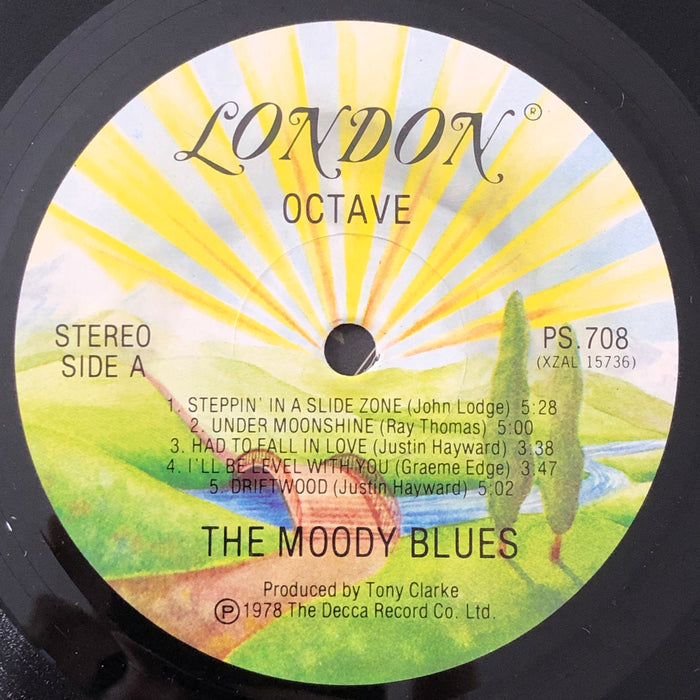 LONDON®
OCTAVE
STEREO
SIDE A
PS.708
(XZAL 15736)
1. STEPPIN' IN A SLIDE ZONE (John Lodge) 5:28
2. UNDER MOONSHINE (Ray Thomas) 5:00
3. HAD TO FALL IN LOVE (Justin Hayward) 3:38
4. I'LL BE LEVEL WITH YOU (Graeme Edge) 3:47
5. DRIFTWOOD (Justin Hayward) 5:02
THE MOODY BLUES
Produced by Tony Clarke
℗ 1978 The Decca Record Co. Ltd.